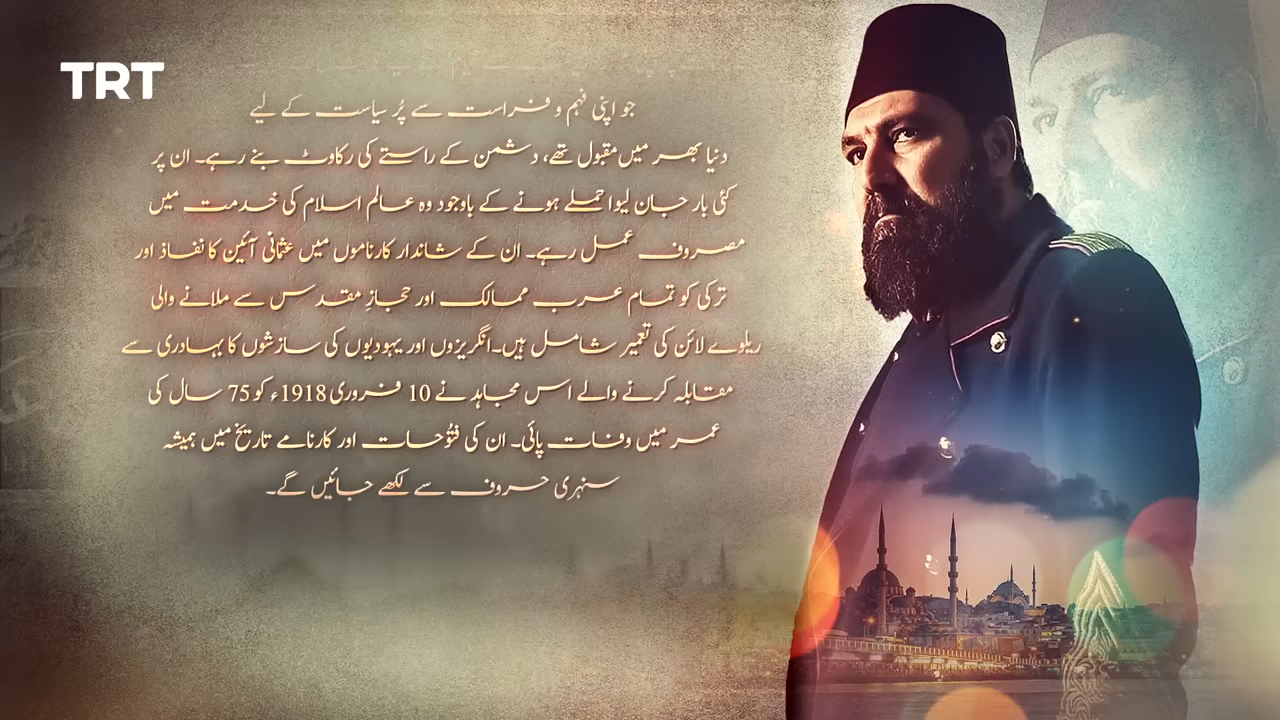 TRT
جو اپنی فہم و فراست سے پُر سیاست کے لیے
دنیا بھر میں مقبول تھے، دشمن کے راستے کی رکاوٹ بنے رہے۔ ان پر
کئی بار جان لیوا حملے ہونے کے باوجود وہ عالم اسلام کی خدمت میں
مصروف عمل رہے۔ ان کے شاندار کارناموں میں عثمانی آئین کا نفاذ اور
ترکی کو تمام عرب ممالک اور حجازِ مقدس سے ملانے والی
ریلوے لائن کی تعمیر شامل ہیں۔انگریزوں اور یہودیوں کی سازشوں کا بہادری سے
مقابلہ کرنے والے اس مجاہد نے 10 فروری 1918ء کو 75 سال کی
عمر میں وفات پائی۔ ان کی فتوُحات اور کارنامے تاریخ میں ہمیشہ
سنہری حروف سے لکھے جائیں گے۔